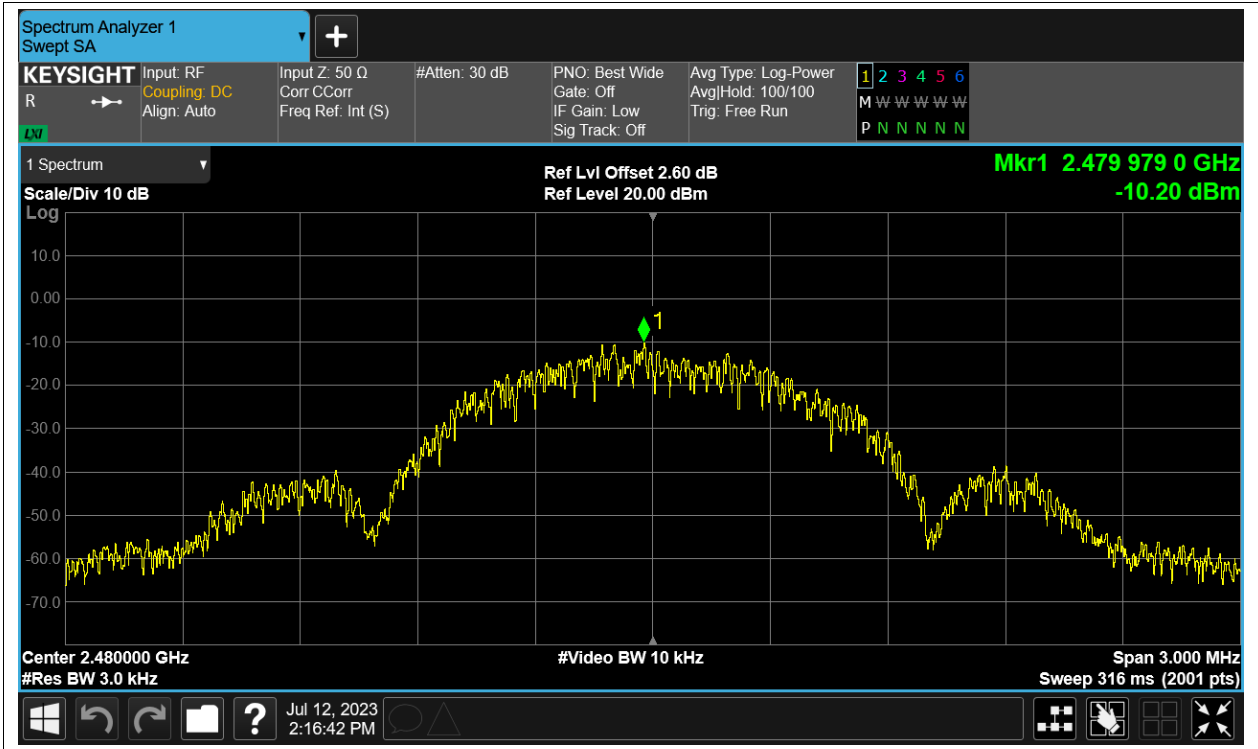 Spectrum Analyzer 1
Swept SA
▼
+
KEYSIGHT
R
LXI
Input: RF
Coupling: DC
Align: Auto
Input Z: 50 Ω
Corr CCorr
Freq Ref: Int (S)
#Atten: 30 dB
PNO: Best Wide
Gate: Off
IF Gain: Low
Sig Track: Off
Avg Type: Log-Power
Avg|Hold: 100/100
Trig: Free Run
1 2 3 4 5 6
M W W W W W W
P N N N N N
1 Spectrum ▼
Scale/Div 10 dB
Log
Ref Lvl Offset 2.60 dB
Ref Level 20.00 dBm
Mkr1 2.479 979 0 GHz
-10.20 dBm
10.0
0.00
-10.0
-20.0
-30.0
-40.0
-50.0
-60.0
-70.0
1
Center 2.480000 GHz
#Res BW 3.0 kHz
#Video BW 10 kHz
Span 3.000 MHz
Sweep 316 ms (2001 pts)
?
Jul 12, 2023
2:16:42 PM